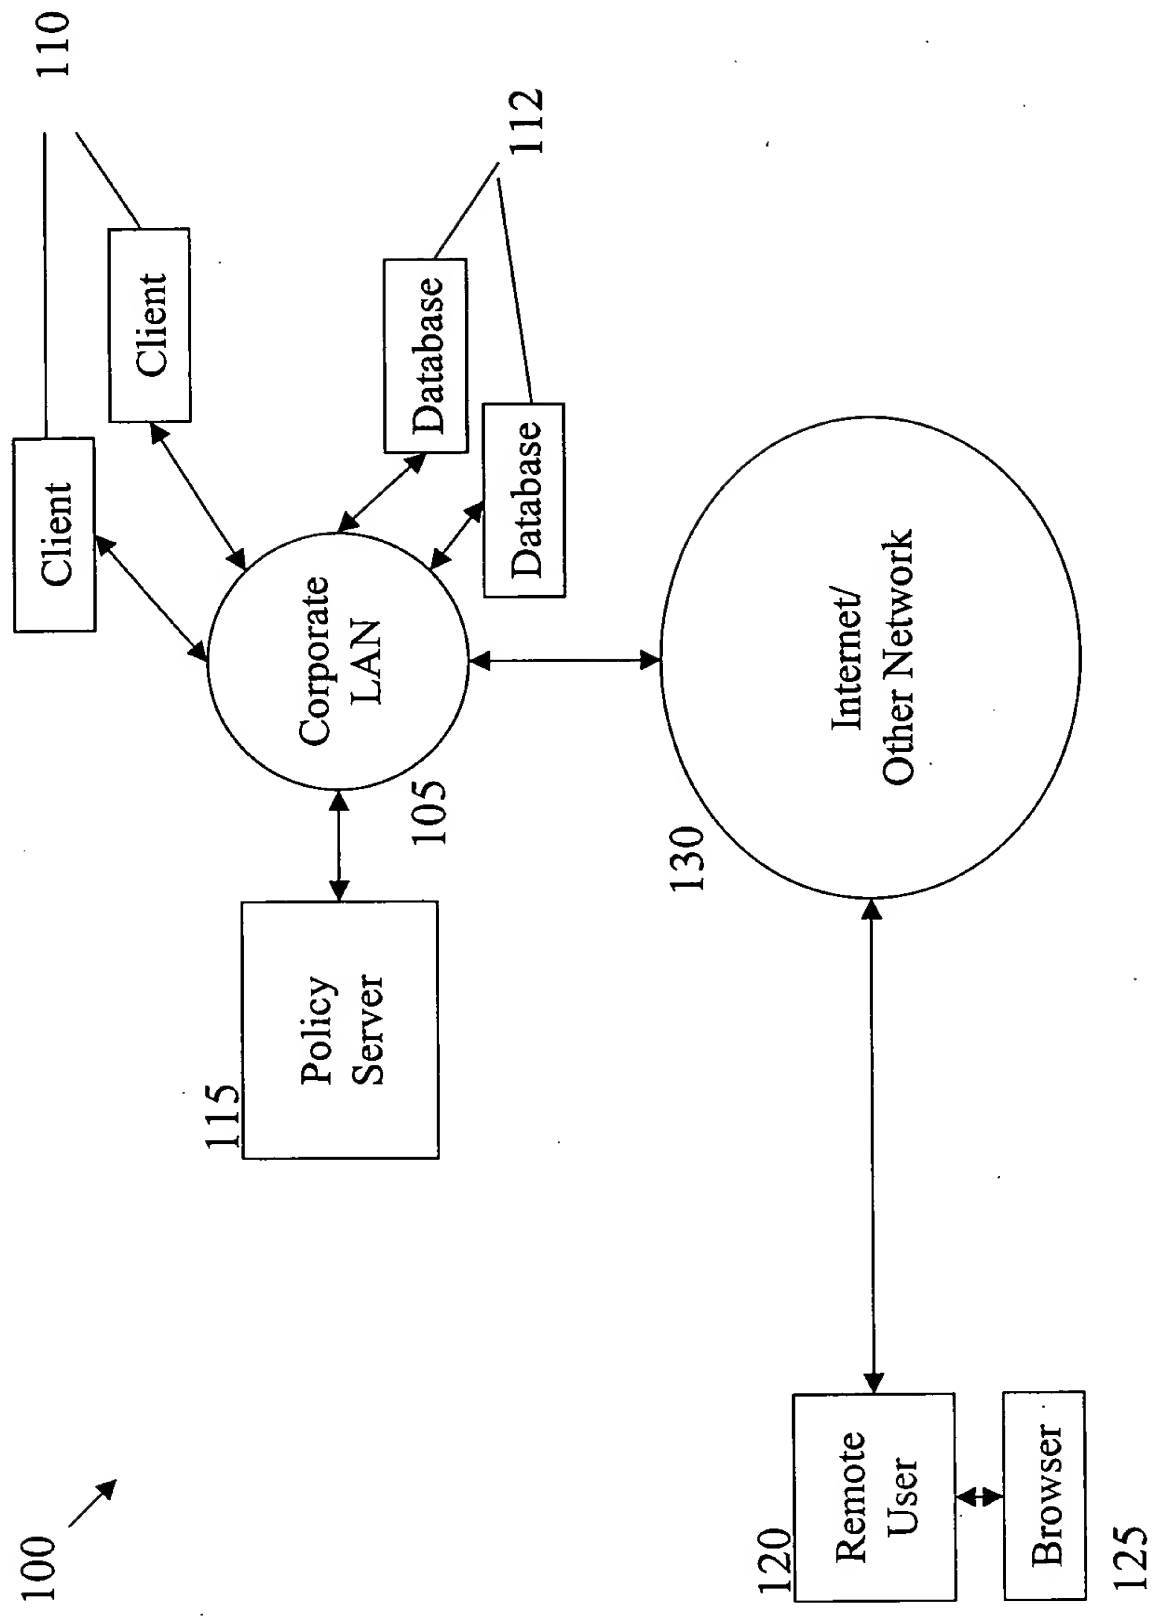 110
Client
Client
Database
112
Database
Corporate
LAN
105
115
Policy
Server
130
Internet/
Other Network
100
120
Remote
User
Browser
125